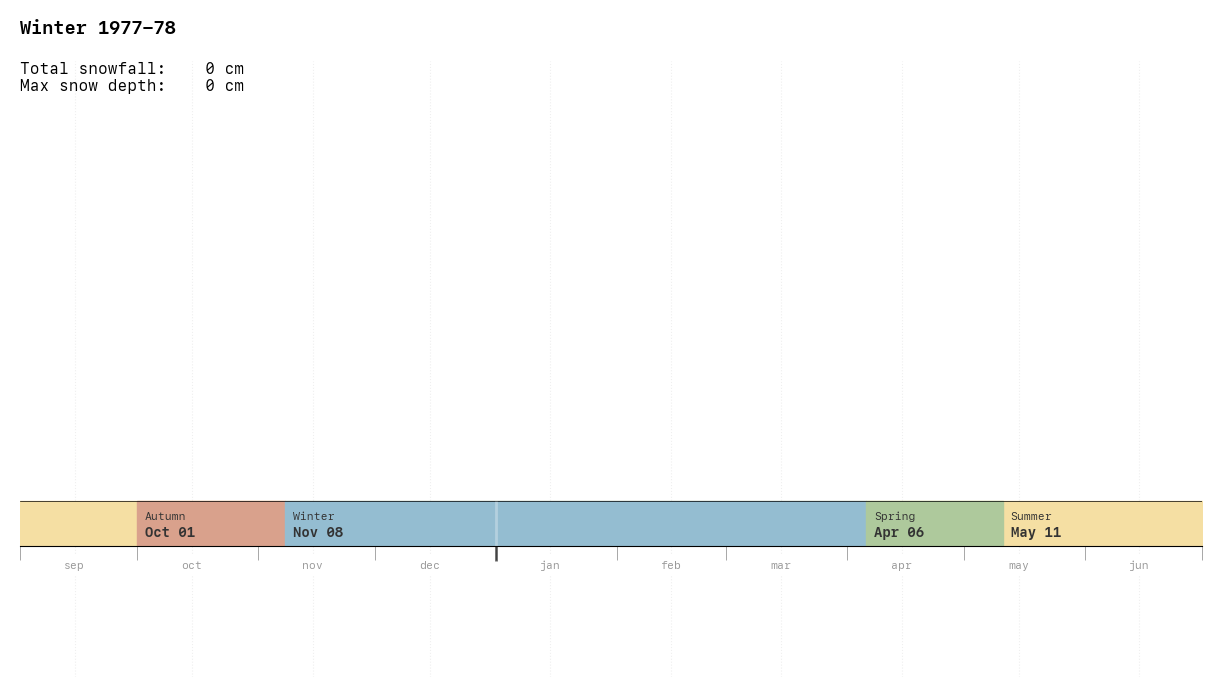 Winter 1977–78
Total snowfall: 0 cm
Max snow depth: 0 cm
Autumn Winter Spring Summer
Oct 01 Nov 08 Apr 06 May 11
sep oct nov dec jan feb mar apr may jun